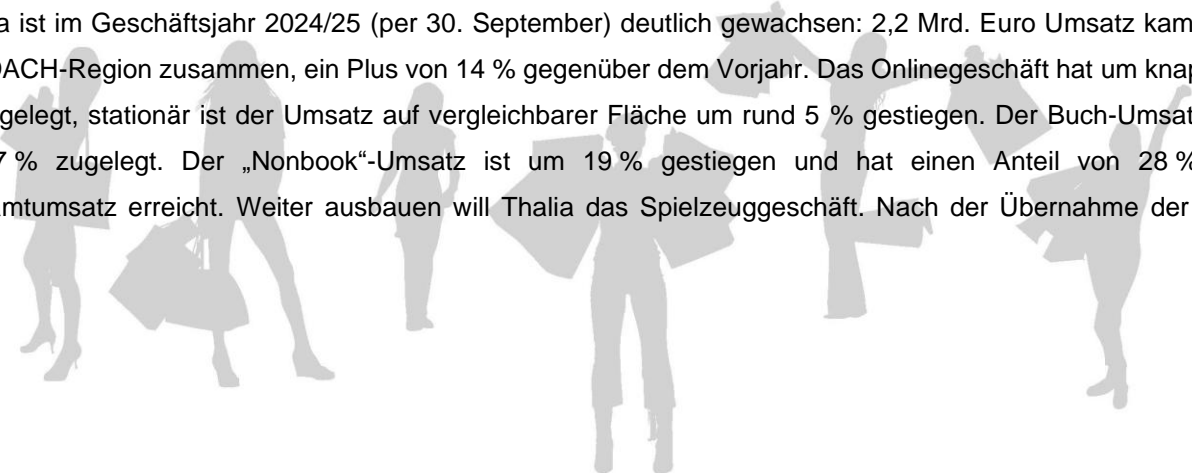 a ist im Geschäftsjahr 2024/25 (per 30. September) deutlich gewachsen: 2,2 Mrd. Euro Umsatz kam
DACH-Region zusammen, ein Plus von 14 % gegenüber dem Vorjahr. Das Onlinegeschäft hat um knap
gelegt, stationär ist der Umsatz auf vergleichbarer Fläche um rund 5 % gestiegen. Der Buch-Umsat
7 % zugelegt. Der „Nonbook“-Umsatz ist um 19 % gestiegen und hat einen Anteil von 28 %
mtumsatz erreicht. Weiter ausbauen will Thalia das Spielzeuggeschäft. Nach der Übernahme der